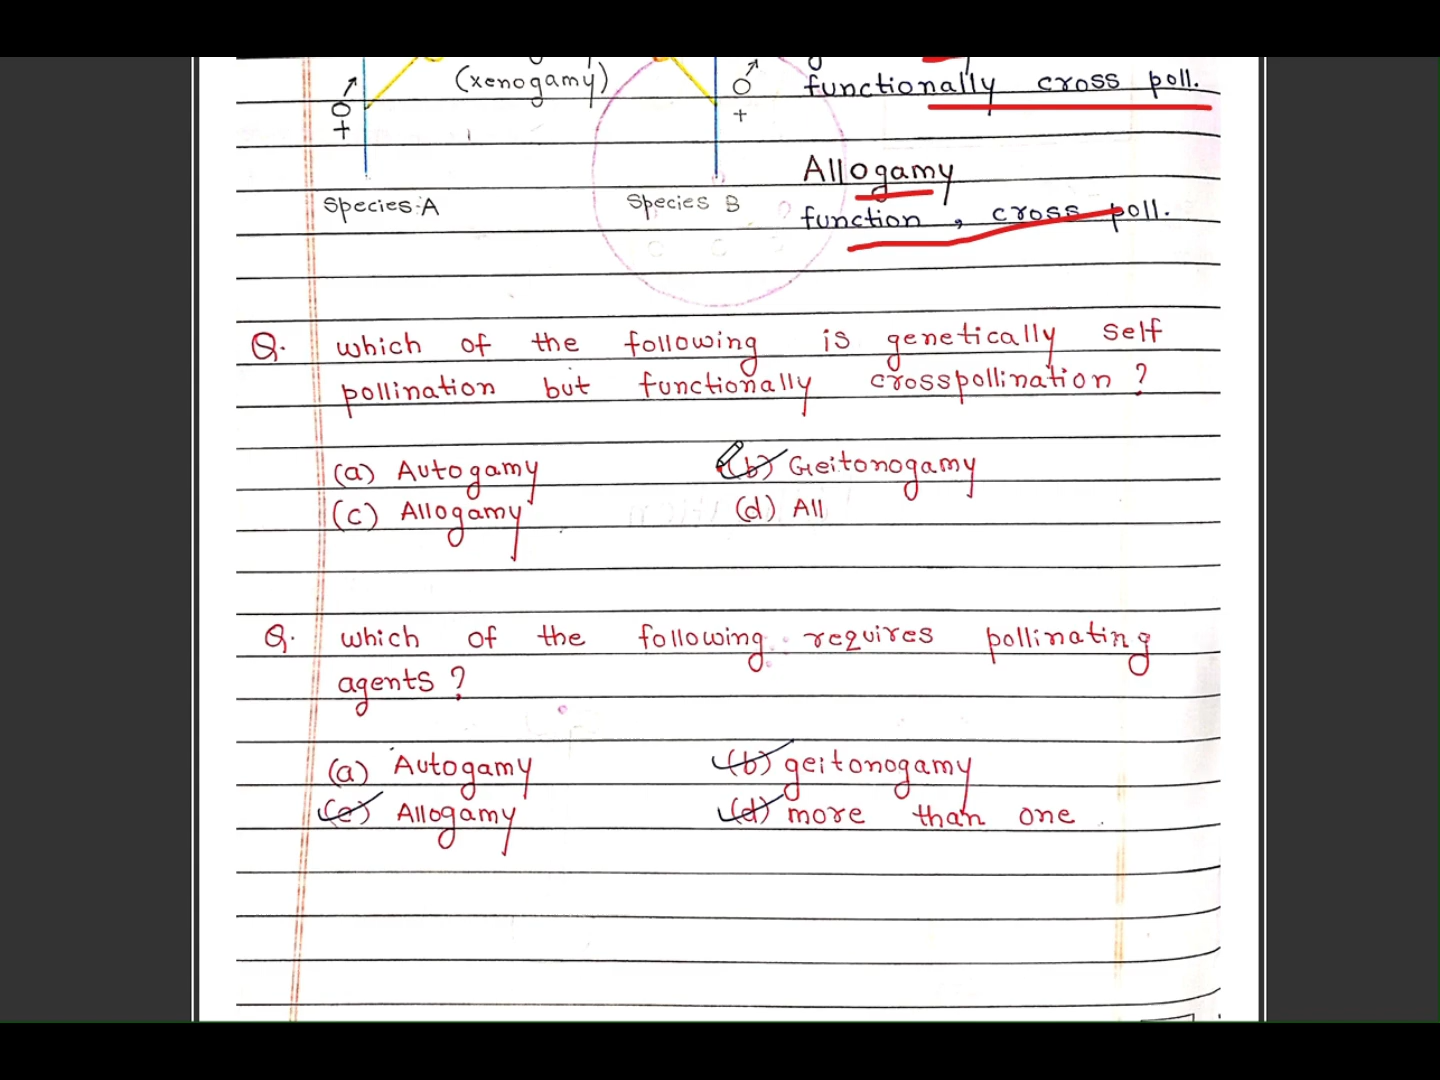 (xenogamy)
functionally cross poll.
Allogamy
Species A
Species B
function, cross poll.
Q. which of the following is genetically self
pollination but functionally crosspollination ?
(a) Autogamy
(b) Geitonogamy
(c) Allogamy
(d) All
Q. which of the following requires pollinating
agents ?
(a) Autogamy
(b) geitonogamy
(c) Allogamy
(d) more than one